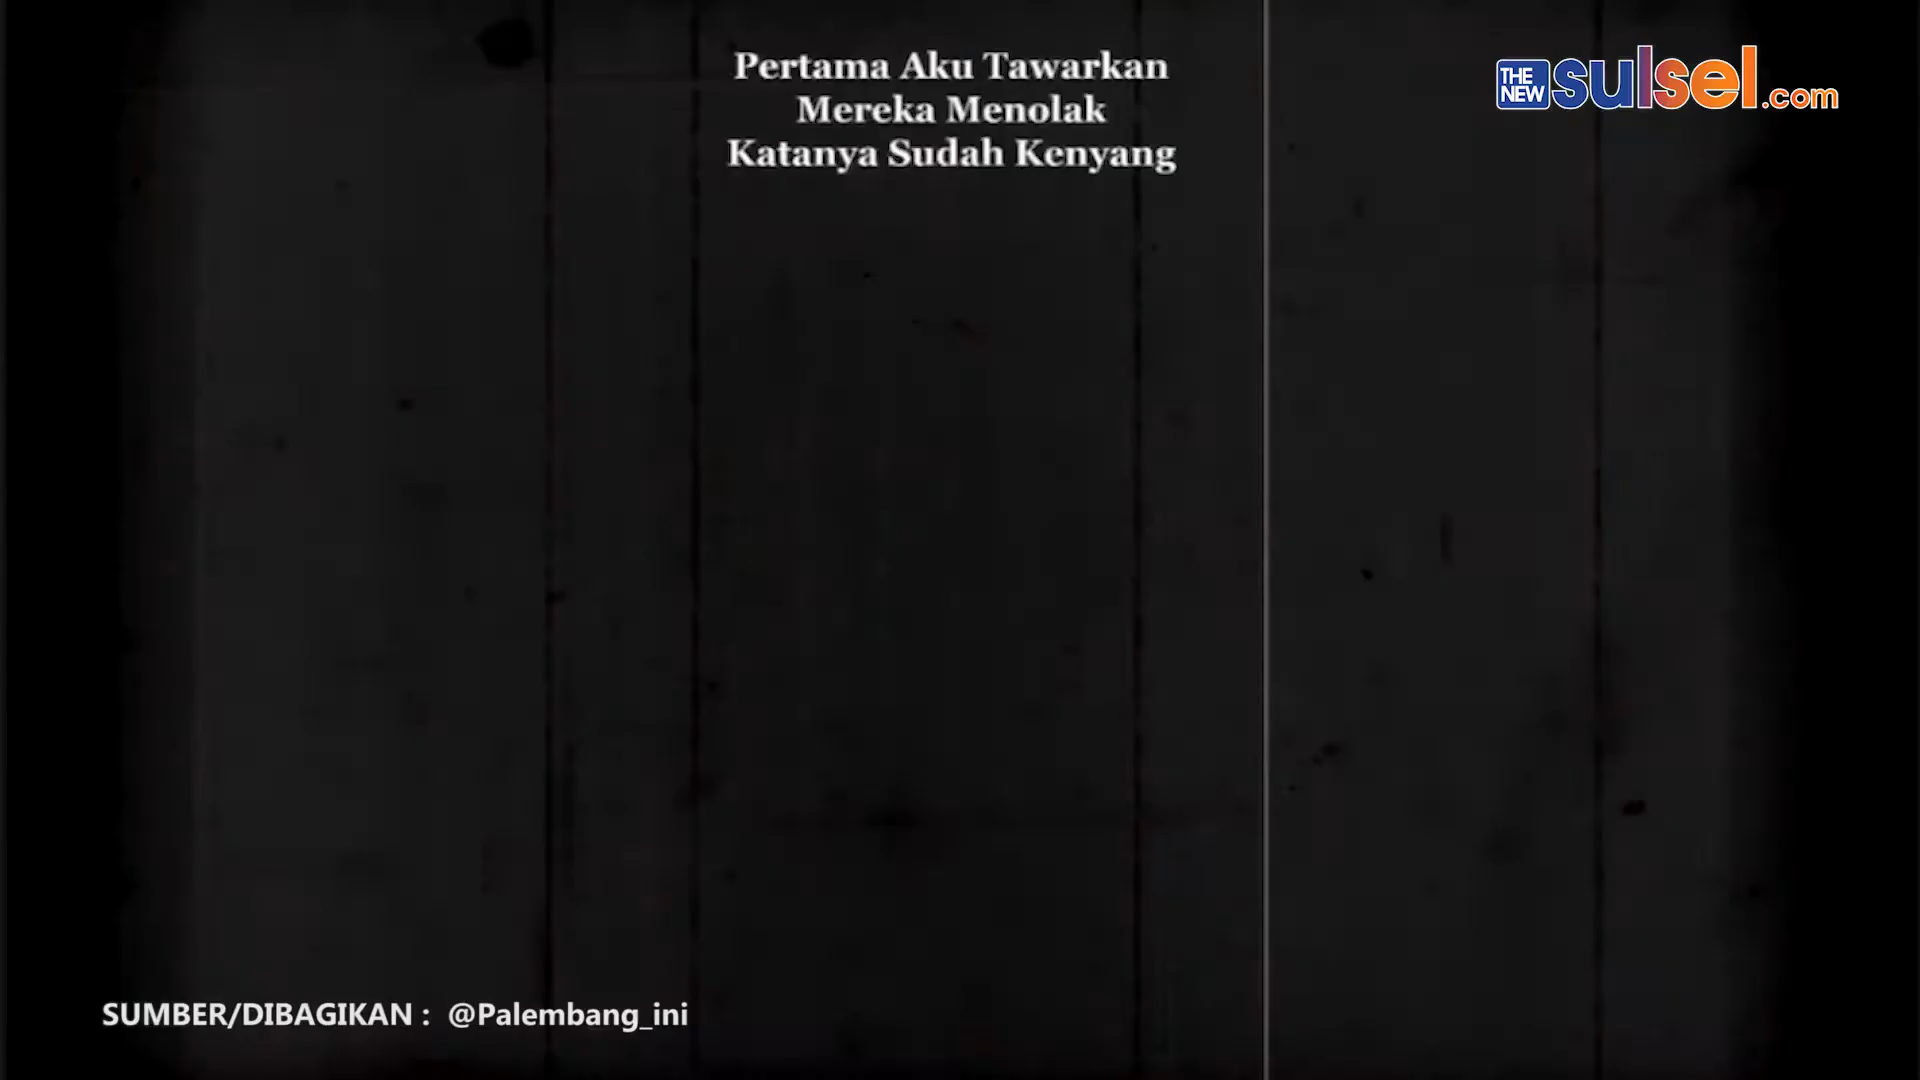 Pertama Aku Tawarkan
Mereka Menolak
Katanya Sudah Kenyang
THE NEW sulsel.com
SUMBER/DIBAGIKAN : @Palembang_ini